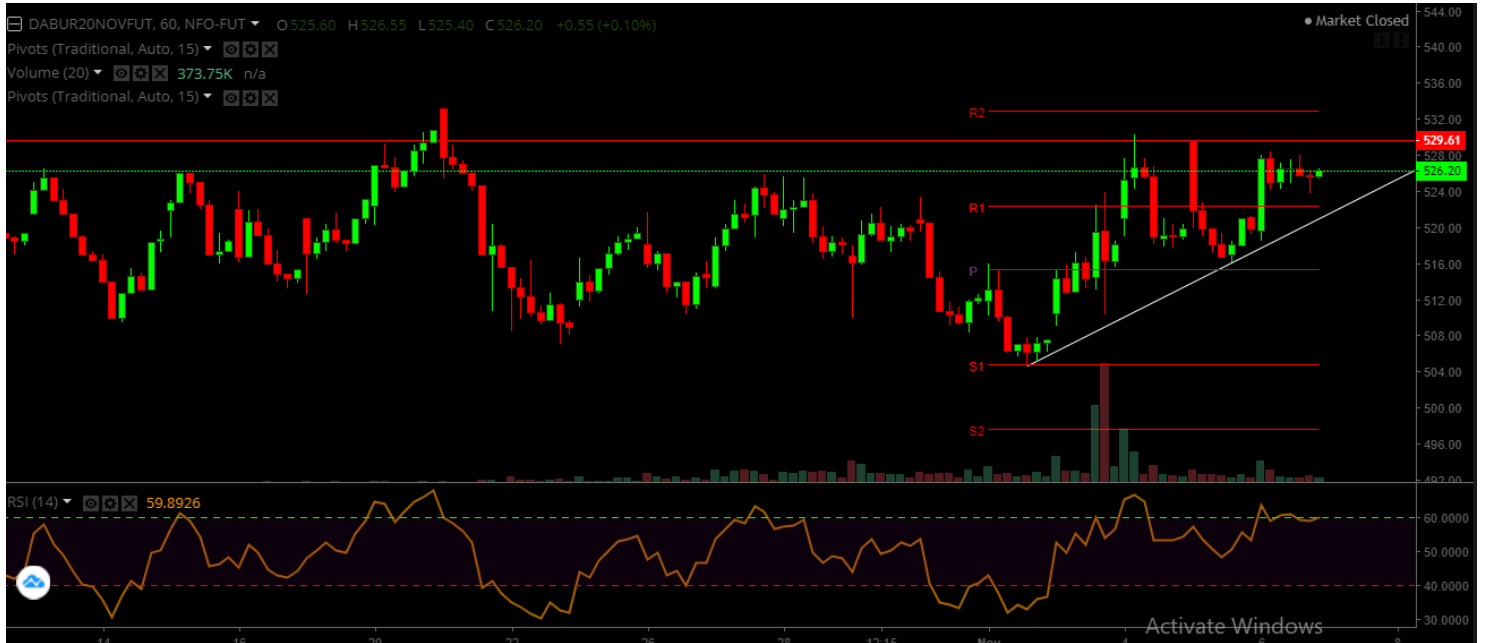 DABUR20NOVFUT, 60, NFO-FUT O525.60 H526.55 L525.40 C526.20 +0.55 (+0.10%)
Market Closed
Pivots (Traditional, Auto, 15)
Volume (20) 373.75K n/a
Pivots (Traditional, Auto, 15)
544.00
540.00
536.00
532.00
529.61
528.00
526.20
524.00
520.00
516.00
512.00
508.00
504.00
500.00
496.00
492.00
R2
R1
P
S1
S2
RSI (14) 59.8926
60.0000
50.0000
40.0000
30.0000
14 16 20 22 26 28 12:15 Nov 4 6 8
Activate Windows